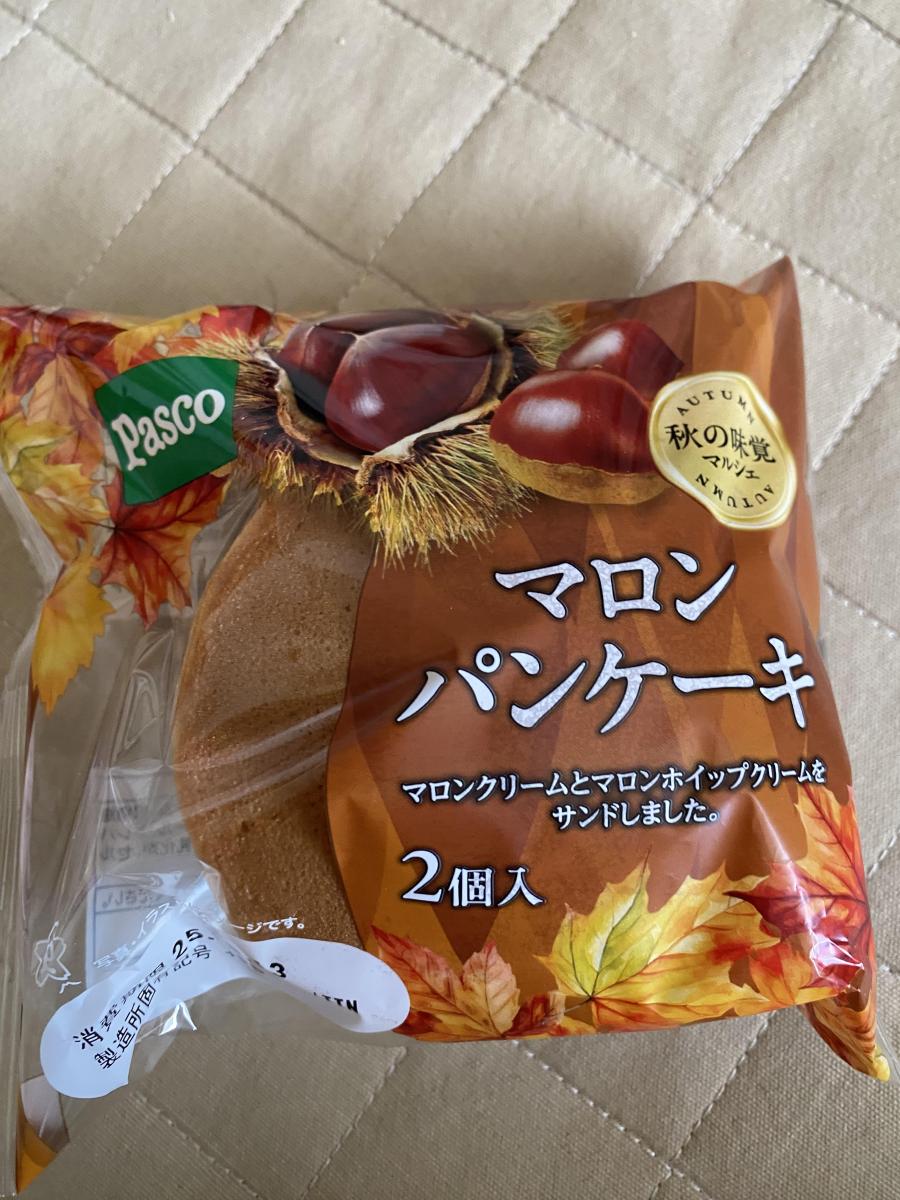 Pasco
AUTUMN
秋の味覚
マルシェ
AUTUMN
マロン
パンケーキ
マロンクリームとマロンホイップクリームを
サンドしました。
2個入
ージです。
消費期限 25.
製造所固有記号